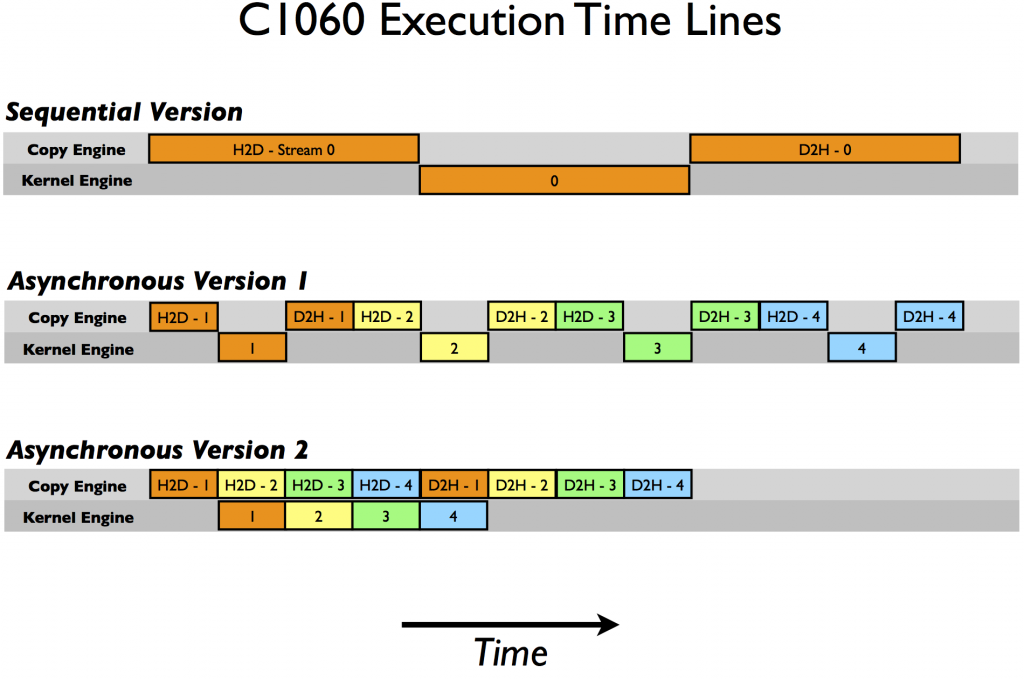 C1060 Execution Time Lines
Sequential Version
Copy Engine H2D - Stream 0 D2H - 0
Kernel Engine 0
Asynchronous Version 1
Copy Engine H2D - 1 D2H - 1 H2D - 2 D2H - 2 H2D - 3 D2H - 3 H2D - 4 D2H - 4
Kernel Engine 1 2 3 4
Asynchronous Version 2
Copy Engine H2D - 1 H2D - 2 H2D - 3 H2D - 4 D2H - 1 D2H - 2 D2H - 3 D2H - 4
Kernel Engine 1 2 3 4
Time